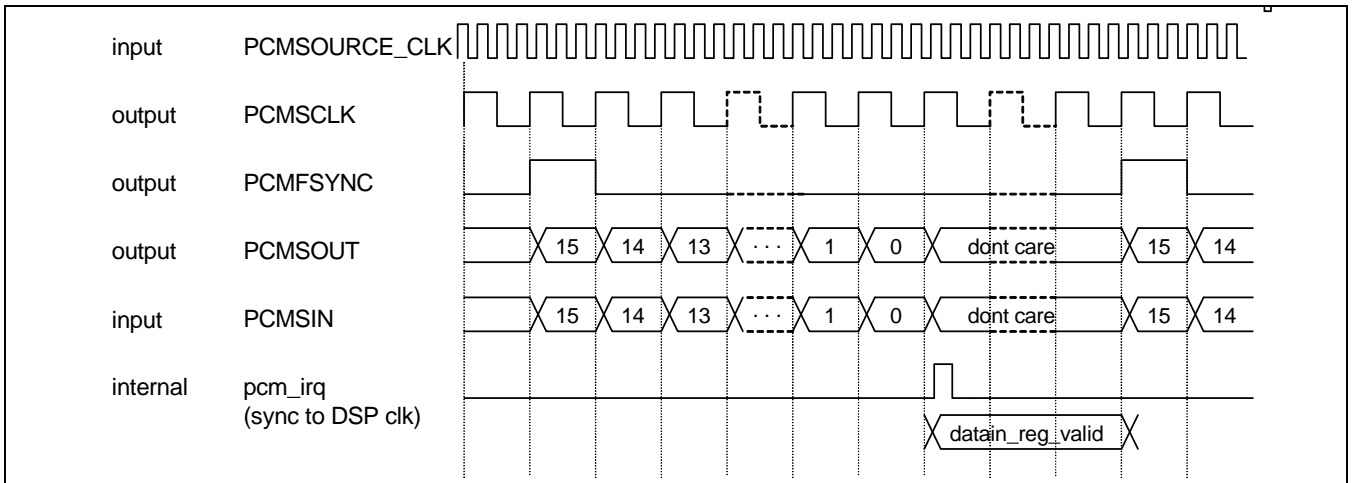 input PCMSOURCE_CLK
output PCMSCLK
output PCMFSYNC
output PCMSOUT 15 14 13 · · · 1 0 dont care 15 14
input PCMSIN 15 14 13 · · · 1 0 dont care 15 14
internal pcm_irq
(sync to DSP clk)
datain_reg_valid